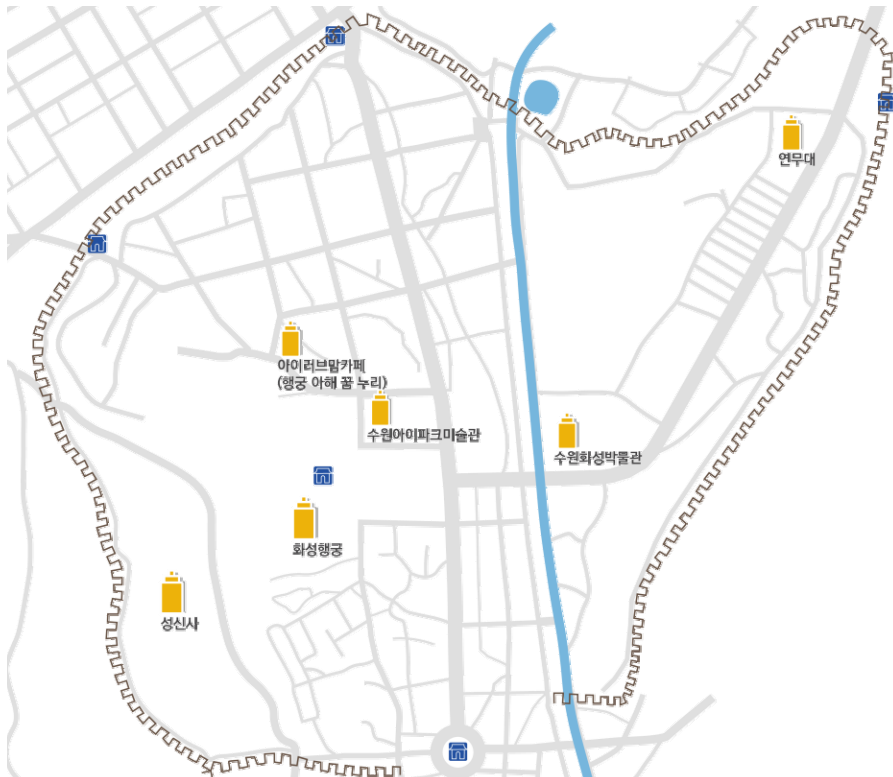 연무대
아이러브맘카페
(행궁 아해 꿈 누리)
수원아이파크미술관
수원화성박물관
화성행궁
성신사